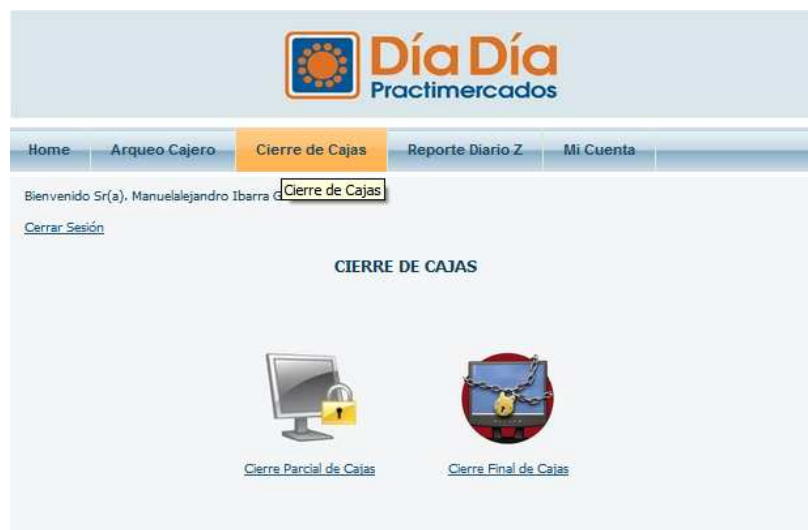 Día Día
Practimercados
Home Arqueo Cajero Cierre de Cajas Reporte Diario Z Mi Cuenta
Bienvenido Sr(a). Manuelalejandro Ibarra G
Cierre de Cajas
Cerrar Sesión
CIERRE DE CAJAS
Cierre Parcial de Cajas Cierre Final de Cajas